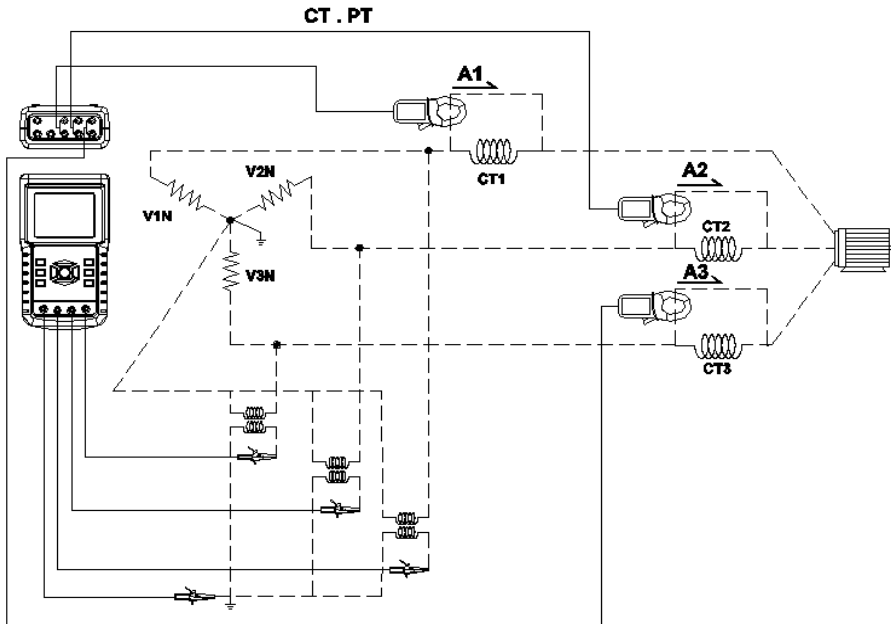 CT . PT
A1
V2N
CT1
A2
V1N
CT2
V3N
A3
CT3